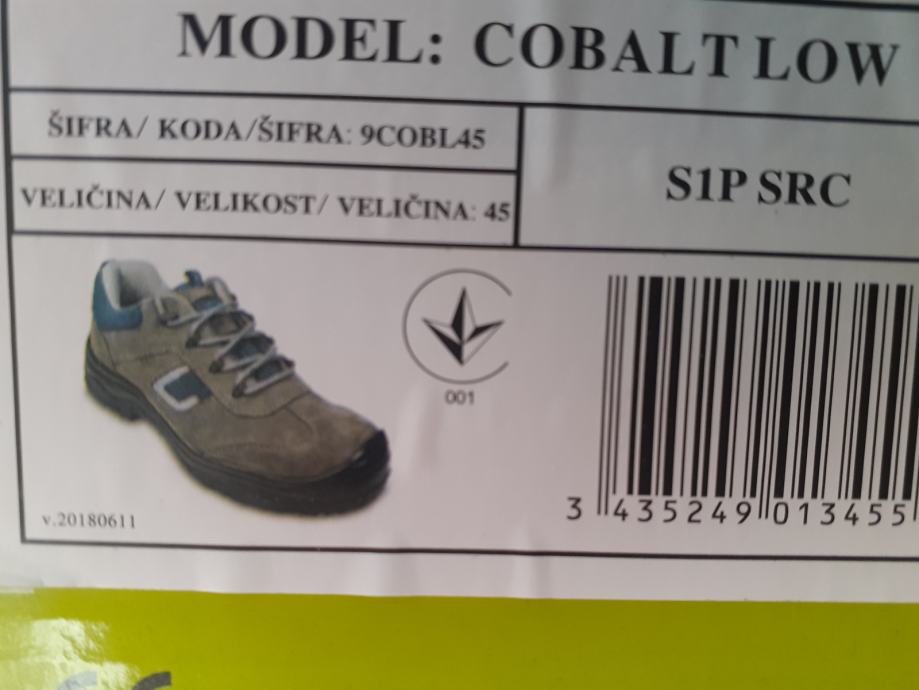 MODEL: COBALT LOW
ŠIFRA/ KODA/ŠIFRA: 9COBL45
VELIČINA/ VELIKOST/ VELIČINA: 45
S1P SRC
001
3 435249 013455
v.20180611